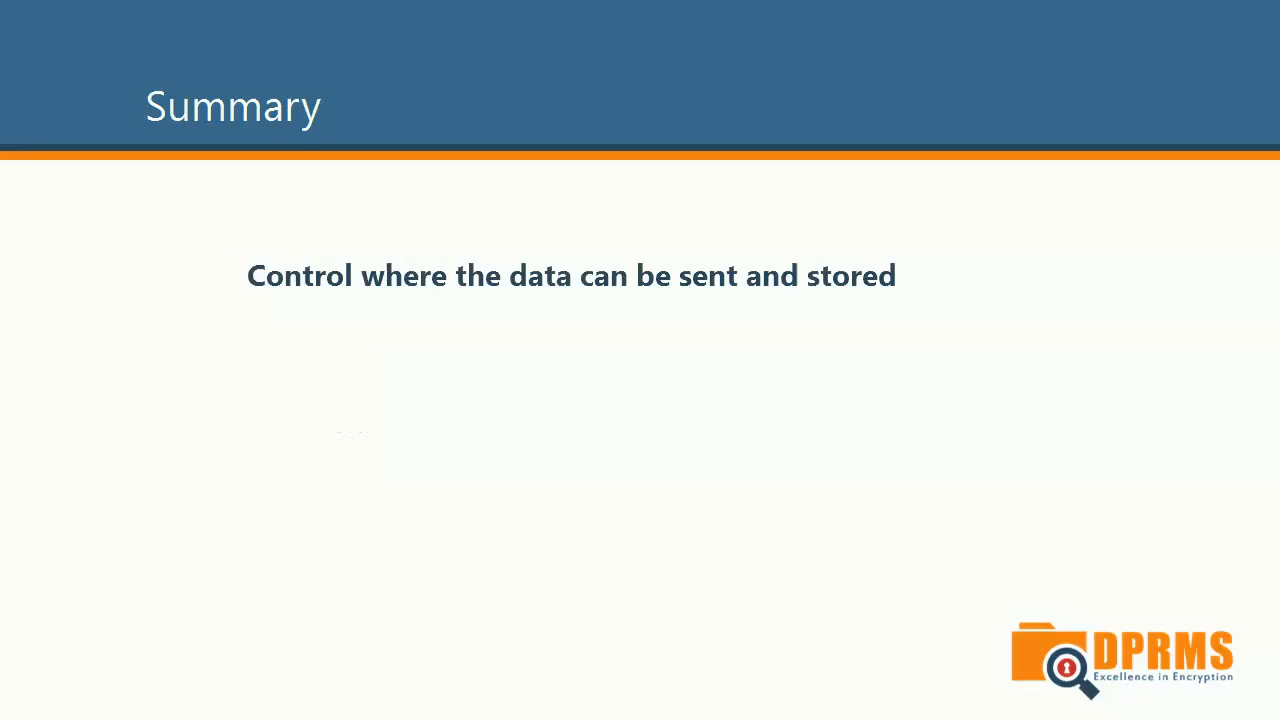 Summary
Control where the data can be sent and stored
DPRMS
Excellence in Encryption